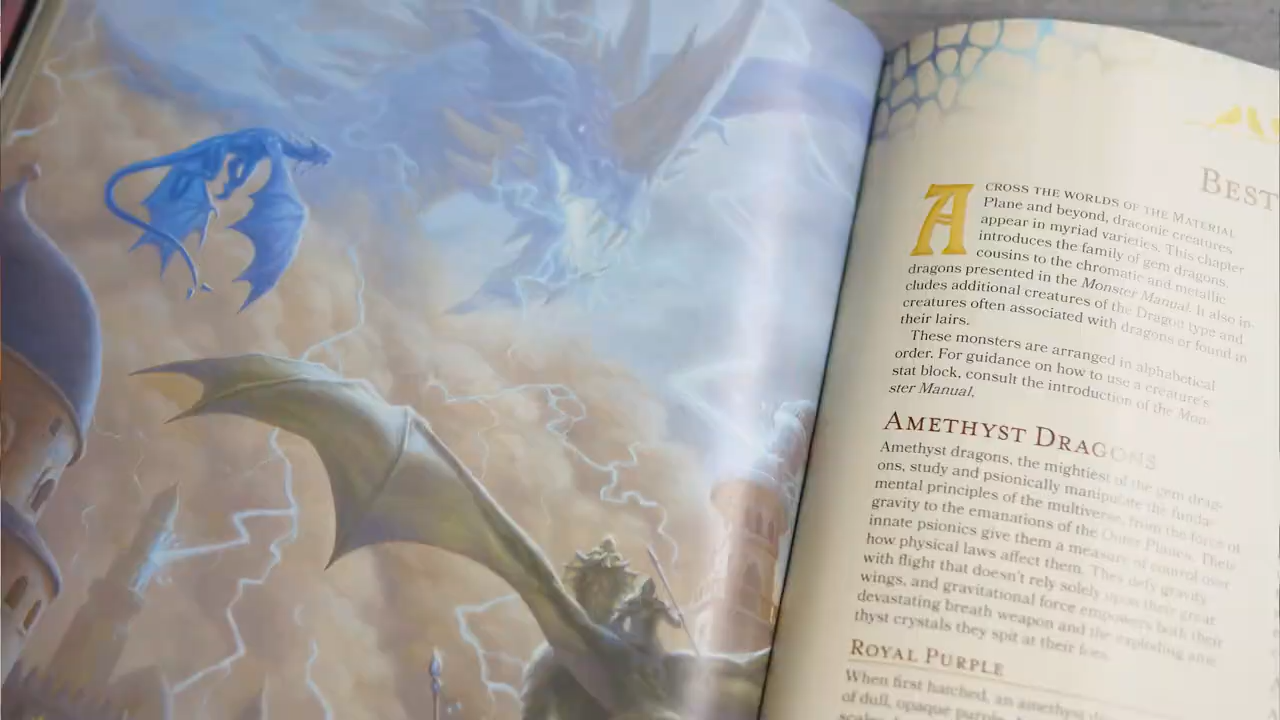 BEST
ACROSS THE WORLDS OF THE MATERIAL
Plane and beyond, draconic creatures
appear in myriad varieties. This chapter
introduces the family of gem dragons,
cousins to the chromatic and metallic
dragons presented in the Monster Manual. It also in-
cludes additional creatures of the Dragon type and
creatures often associated with dragons or found in
their lairs.
These monsters are arranged in alphabetical
order. For guidance on how to use a creature's
stat block, consult the introduction of the Mon-
ster Manual.
AMETHYST DRAGONS
Amethyst dragons, the mightiest of the gem drag-
ons, study and psionically manipulate the funda-
mental principles of the multiverse, from the force of
gravity to the emanations of the Outer Planes. Their
innate psionics give them a measure of control over
how physical laws affect them. They defy gravity
with flight that doesn't rely solely upon their great
wings, and gravitational force empowers both their
devastating breath weapon and the exploding ame-
thyst crystals they spit at their foes.
ROYAL PURPLE
When first hatched, an amethyst
of dull, opaque purple.